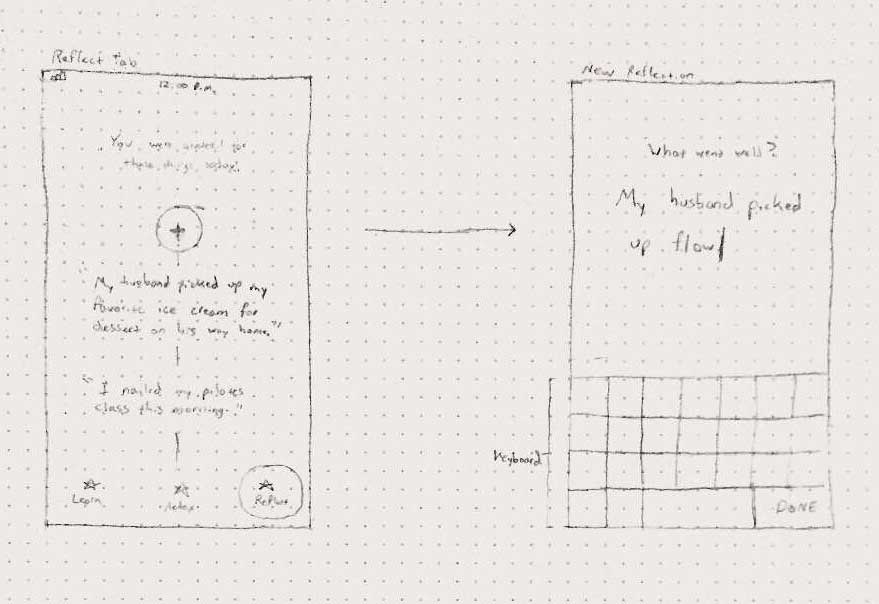 Reflect Tab
12:00 P.M.
You were grateful for
these things today:
"My husband picked up my
favorite ice cream for
dessert on his way home."
"I nailed my pilates
class this morning."
Learn
Relax
Reflect
New Reflection
What went well?
My husband picked
up flow
Keyboard
DONE